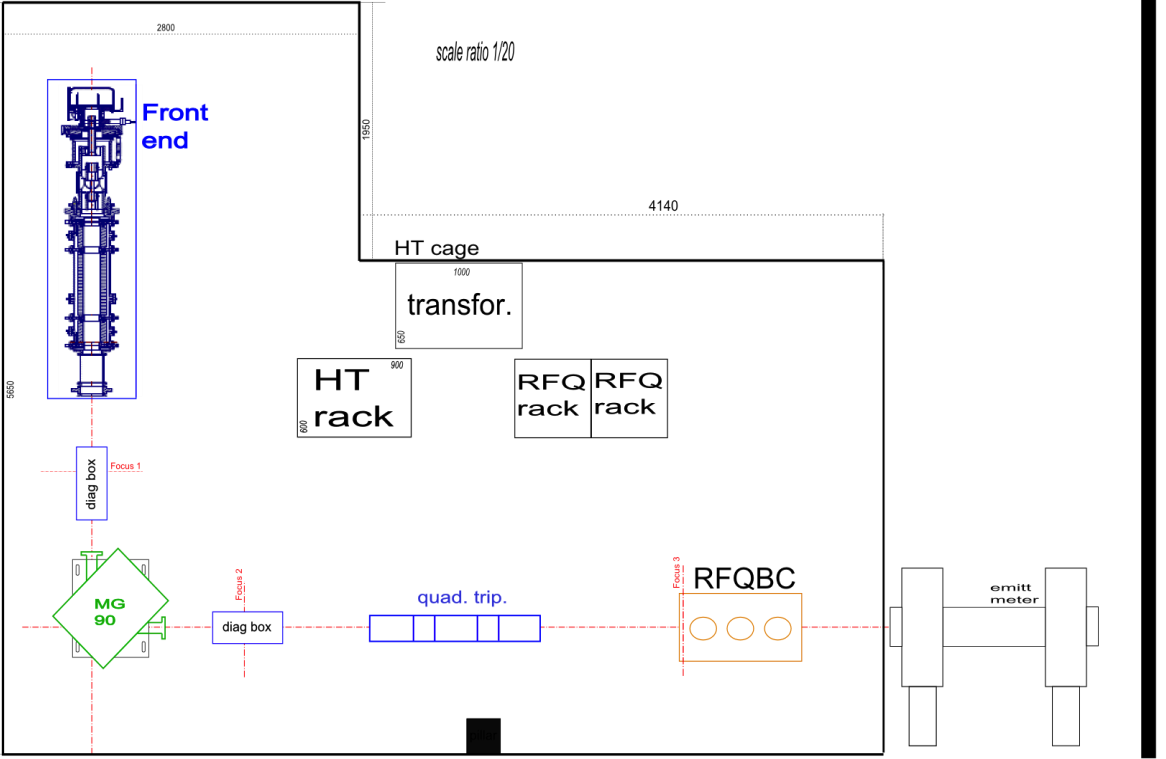 2800
scale ratio 1/20
Front
end
1950
4140
HT cage
1000
transfor.
650
HT
rack
900
600
RFQ
rack
RFQ
rack
5650
diag box
Focus 1
MG
90
Focus 2
diag box
quad. trip.
Focus 3
RFQBC
emitt
meter